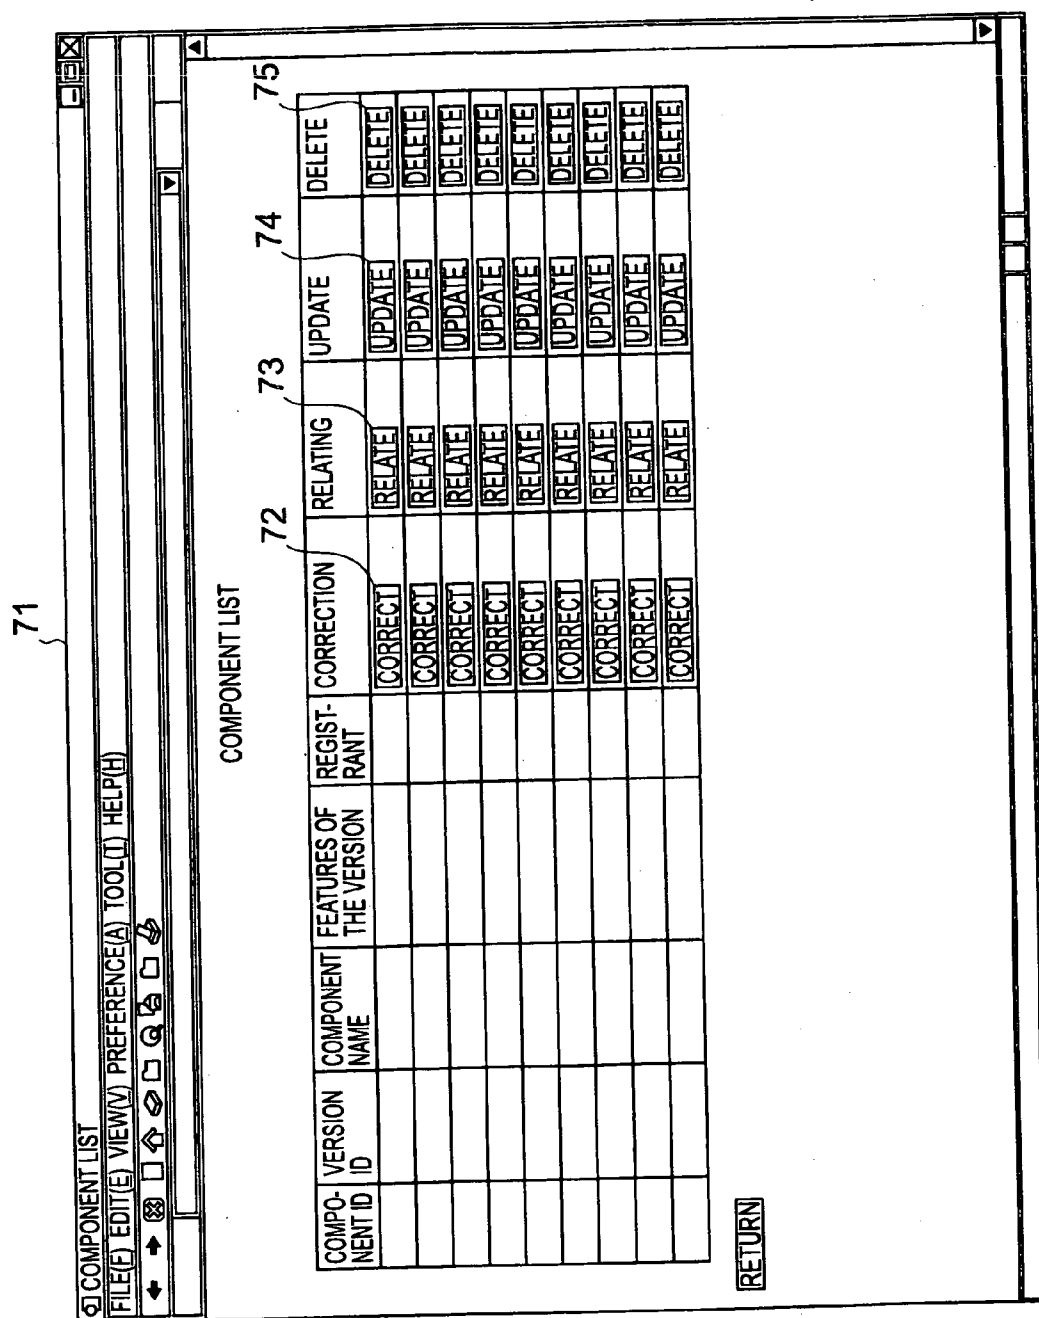 71
COMPONENT LIST
FILE(F) EDIT(E) VIEW(V) PREFERENCE(A) TOOL(T) HELP(H)
COMPONENT LIST
72 73 74 75
COMPO-NENT ID VERSION ID COMPONENT NAME FEATURES OF THE VERSION REGIST-RANT CORRECTION RELATING UPDATE DELETE
CORRECT RELATE UPDATE DELETE
CORRECT RELATE UPDATE DELETE
CORRECT RELATE UPDATE DELETE
CORRECT RELATE UPDATE DELETE
CORRECT RELATE UPDATE DELETE
CORRECT RELATE UPDATE DELETE
CORRECT RELATE UPDATE DELETE
CORRECT RELATE UPDATE DELETE
CORRECT RELATE UPDATE DELETE
RETURN